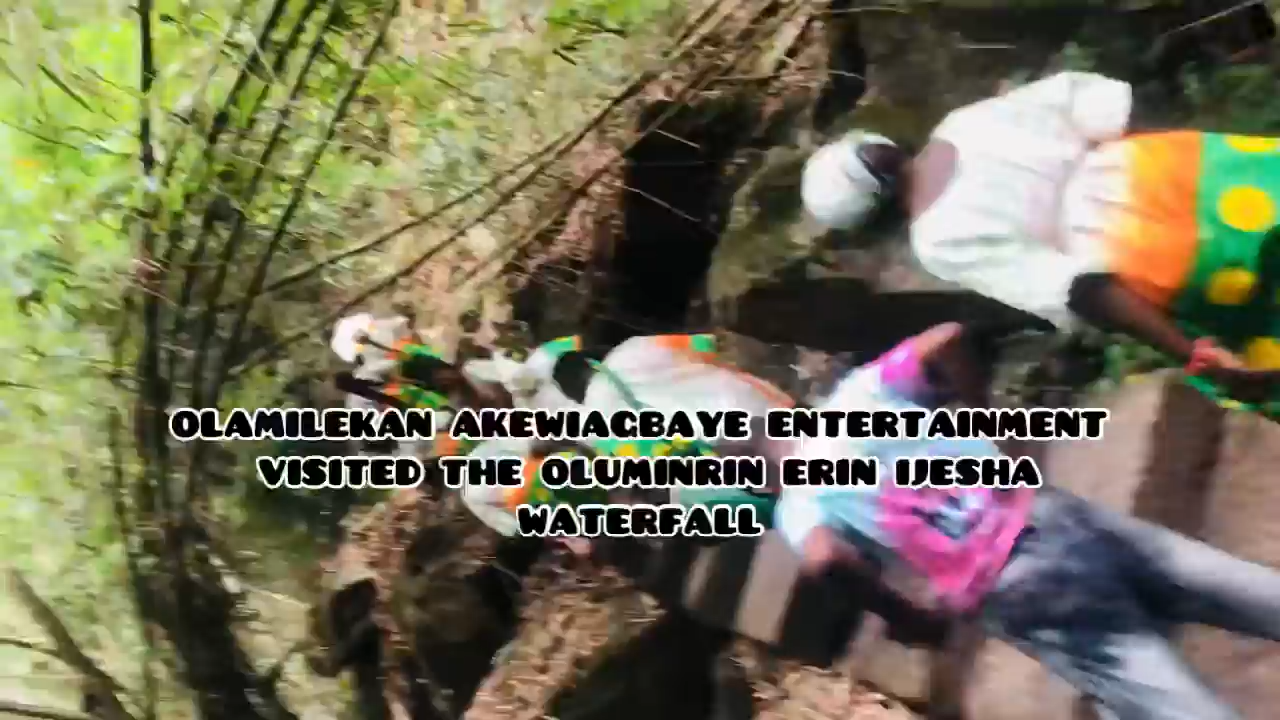 OLAMILEKAN AKEWIAGBAYE ENTERTAINMENT
VISITED THE OLUMINRIN ERIN IJESHA
WATERFALL